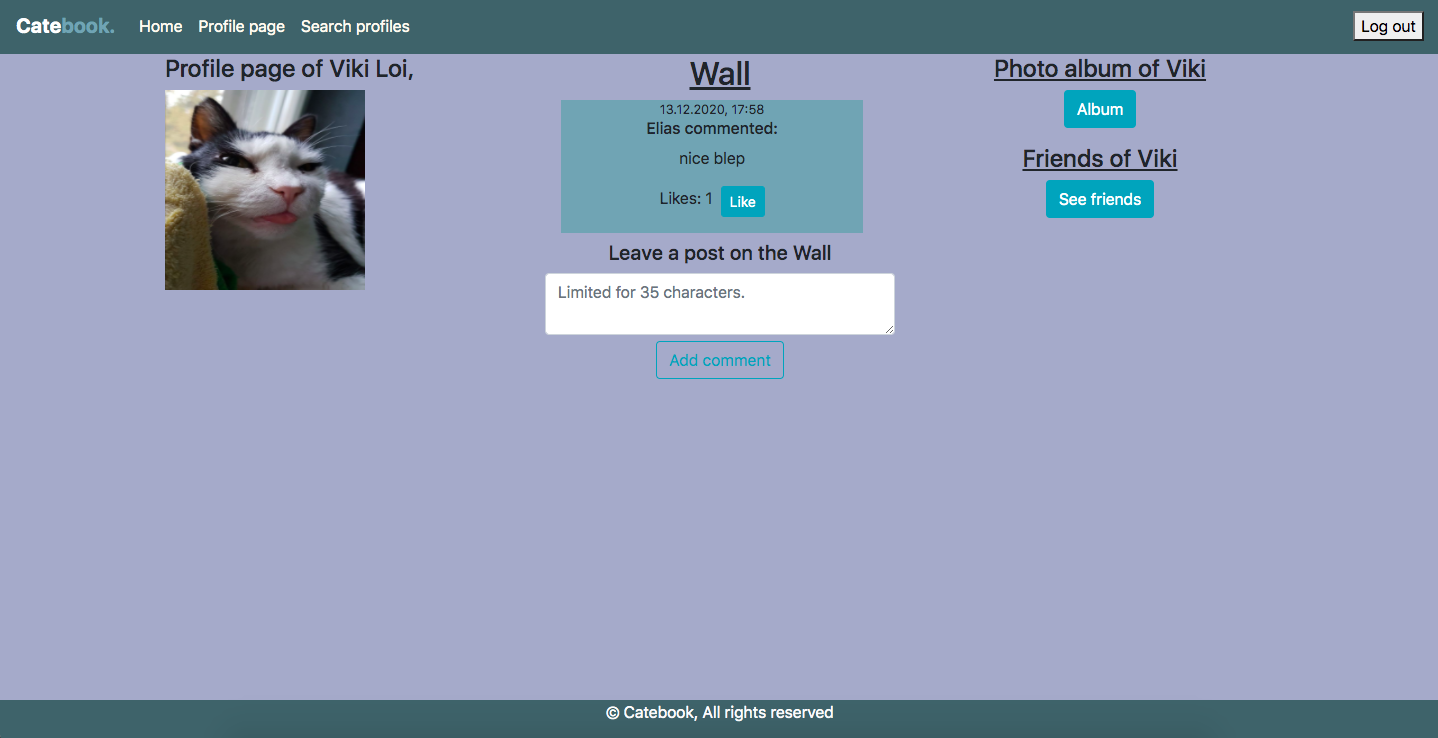 Catebook. Home Profile page Search profiles Log out
Profile page of Viki Loi,
Wall
13.12.2020, 17:58
Elias commented:
nice blep
Likes: 1 Like
Leave a post on the Wall
Limited for 35 characters.
Add comment
Photo album of Viki
Album
Friends of Viki
See friends
© Catebook, All rights reserved